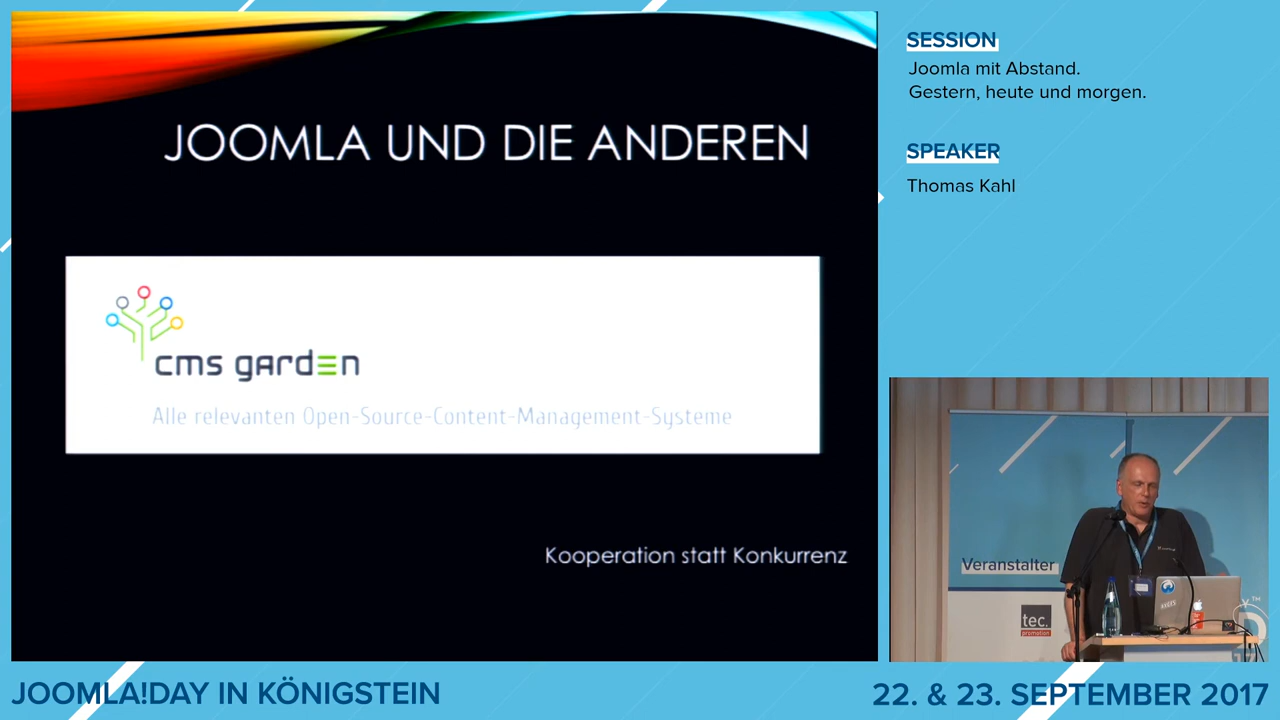 JOOMLA UND DIE ANDEREN
cms garden
Alle relevanten Open-Source-Content-Management-Systeme
Kooperation statt Konkurrenz
SESSION
Joomla mit Abstand.
Gestern, heute und morgen.
SPEAKER
Thomas Kahl
Veranstalter
tec.
promotion
JOOMLA!DAY IN KÖNIGSTEIN
22. & 23. SEPTEMBER 2017